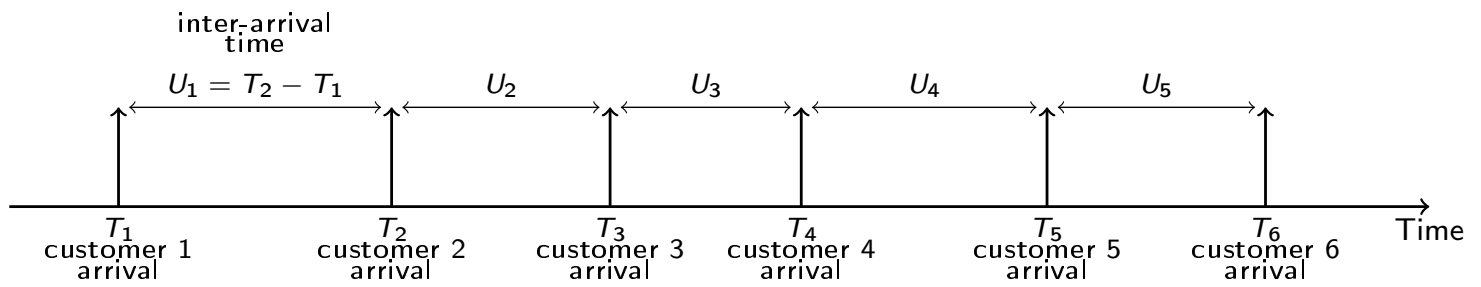 inter-arrival
time
U₁ = T₂ − T₁
U₂
U₃
U₄
U₅
T₁
customer 1
arrival
T₂
customer 2
arrival
T₃
customer 3
arrival
T₄
customer 4
arrival
T₅
customer 5
arrival
T₆
customer 6
arrival
Time